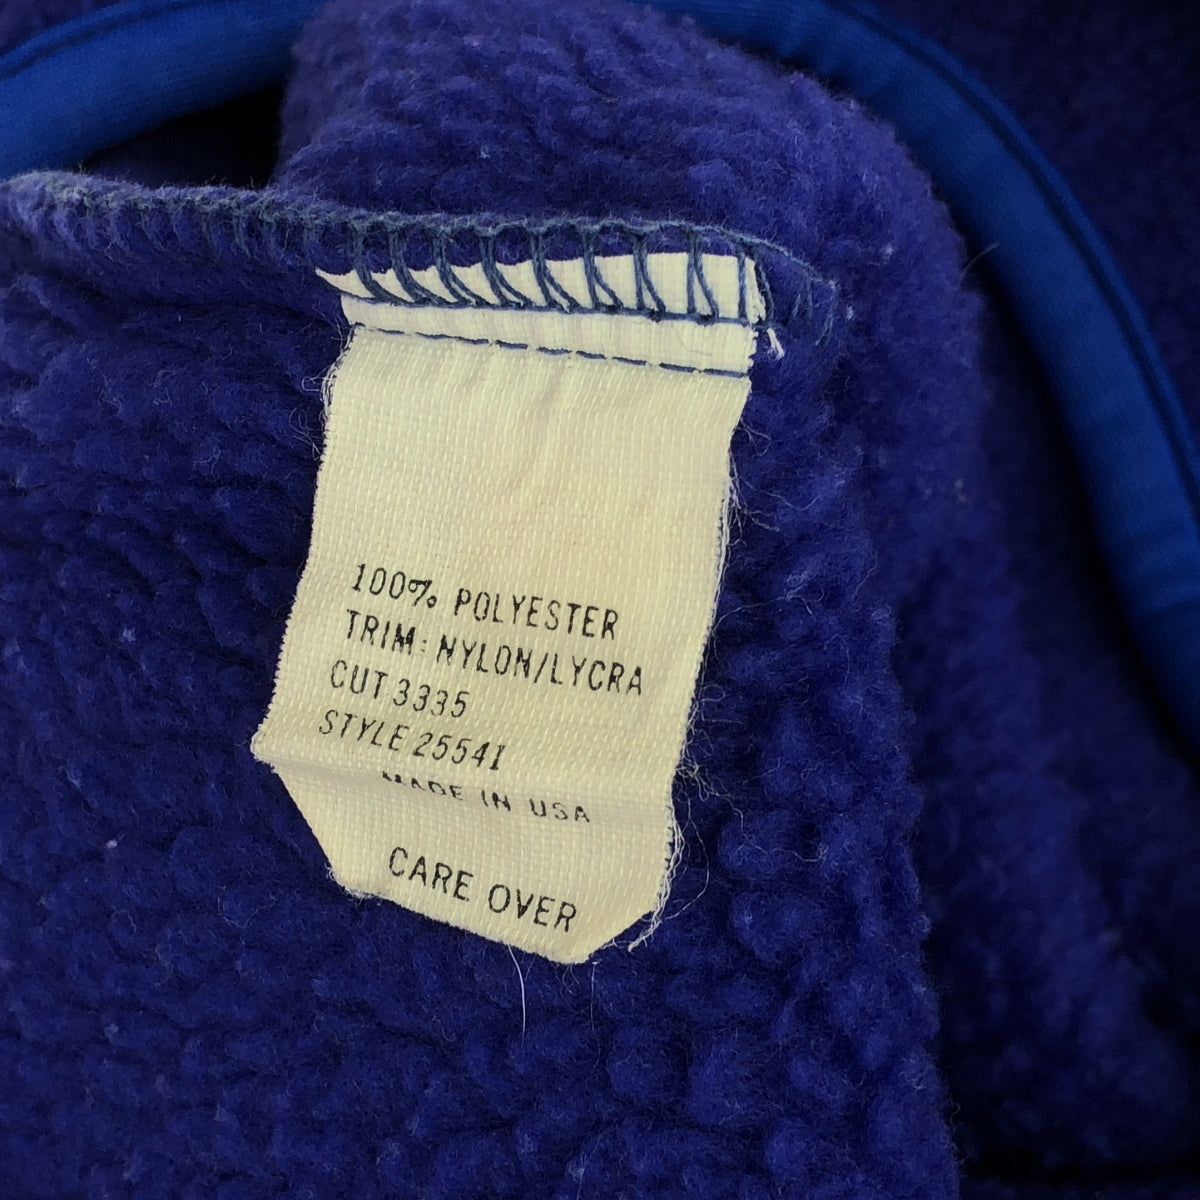 100% POLYESTER
TRIM: NYLON/LYCRA
CUT 3335
STYLE 25541
MADE IN USA
CARE OVER